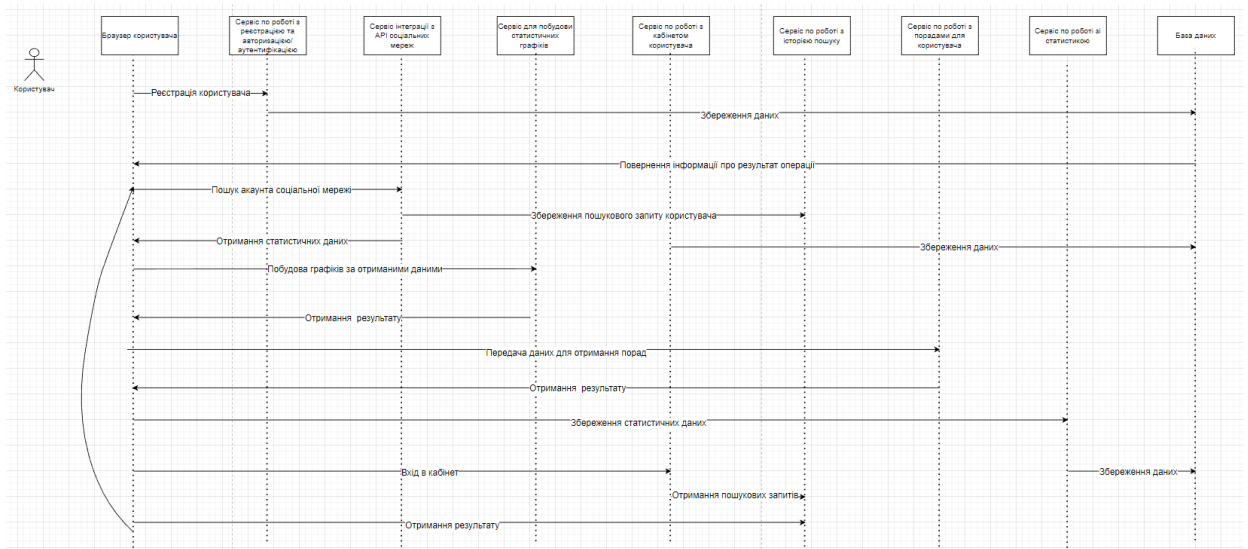 Браузер користувача
Сервіс по роботі з
реєстрацією та
авторизацією/
аутентифікацією
Сервіс інтеграції з
API соціальних
мереж
Сервіс для побудови
статистичних
графіків
Сервіс по роботі з
кабінетом
користувача
Сервіс по роботі з
історією пошуку
Сервіс по роботі з
порадами для
користувача
Сервіс по роботі зі
статистикою
База даних
Користувач
Реєстрація користувача
Збереження даних
Повернення інформації про результат операції
Пошук акаунта соціальної мережі
Збереження пошукового запиту користувача
Отримання статистичних даних
Збереження даних
Побудова графіків за отриманими даними
Отримання результату
Передача даних для отримання порад
Отримання результату
Збереження статистичних даних
Вхід в кабінет
Збереження даних
Отримання пошукових запитів
Отримання результату